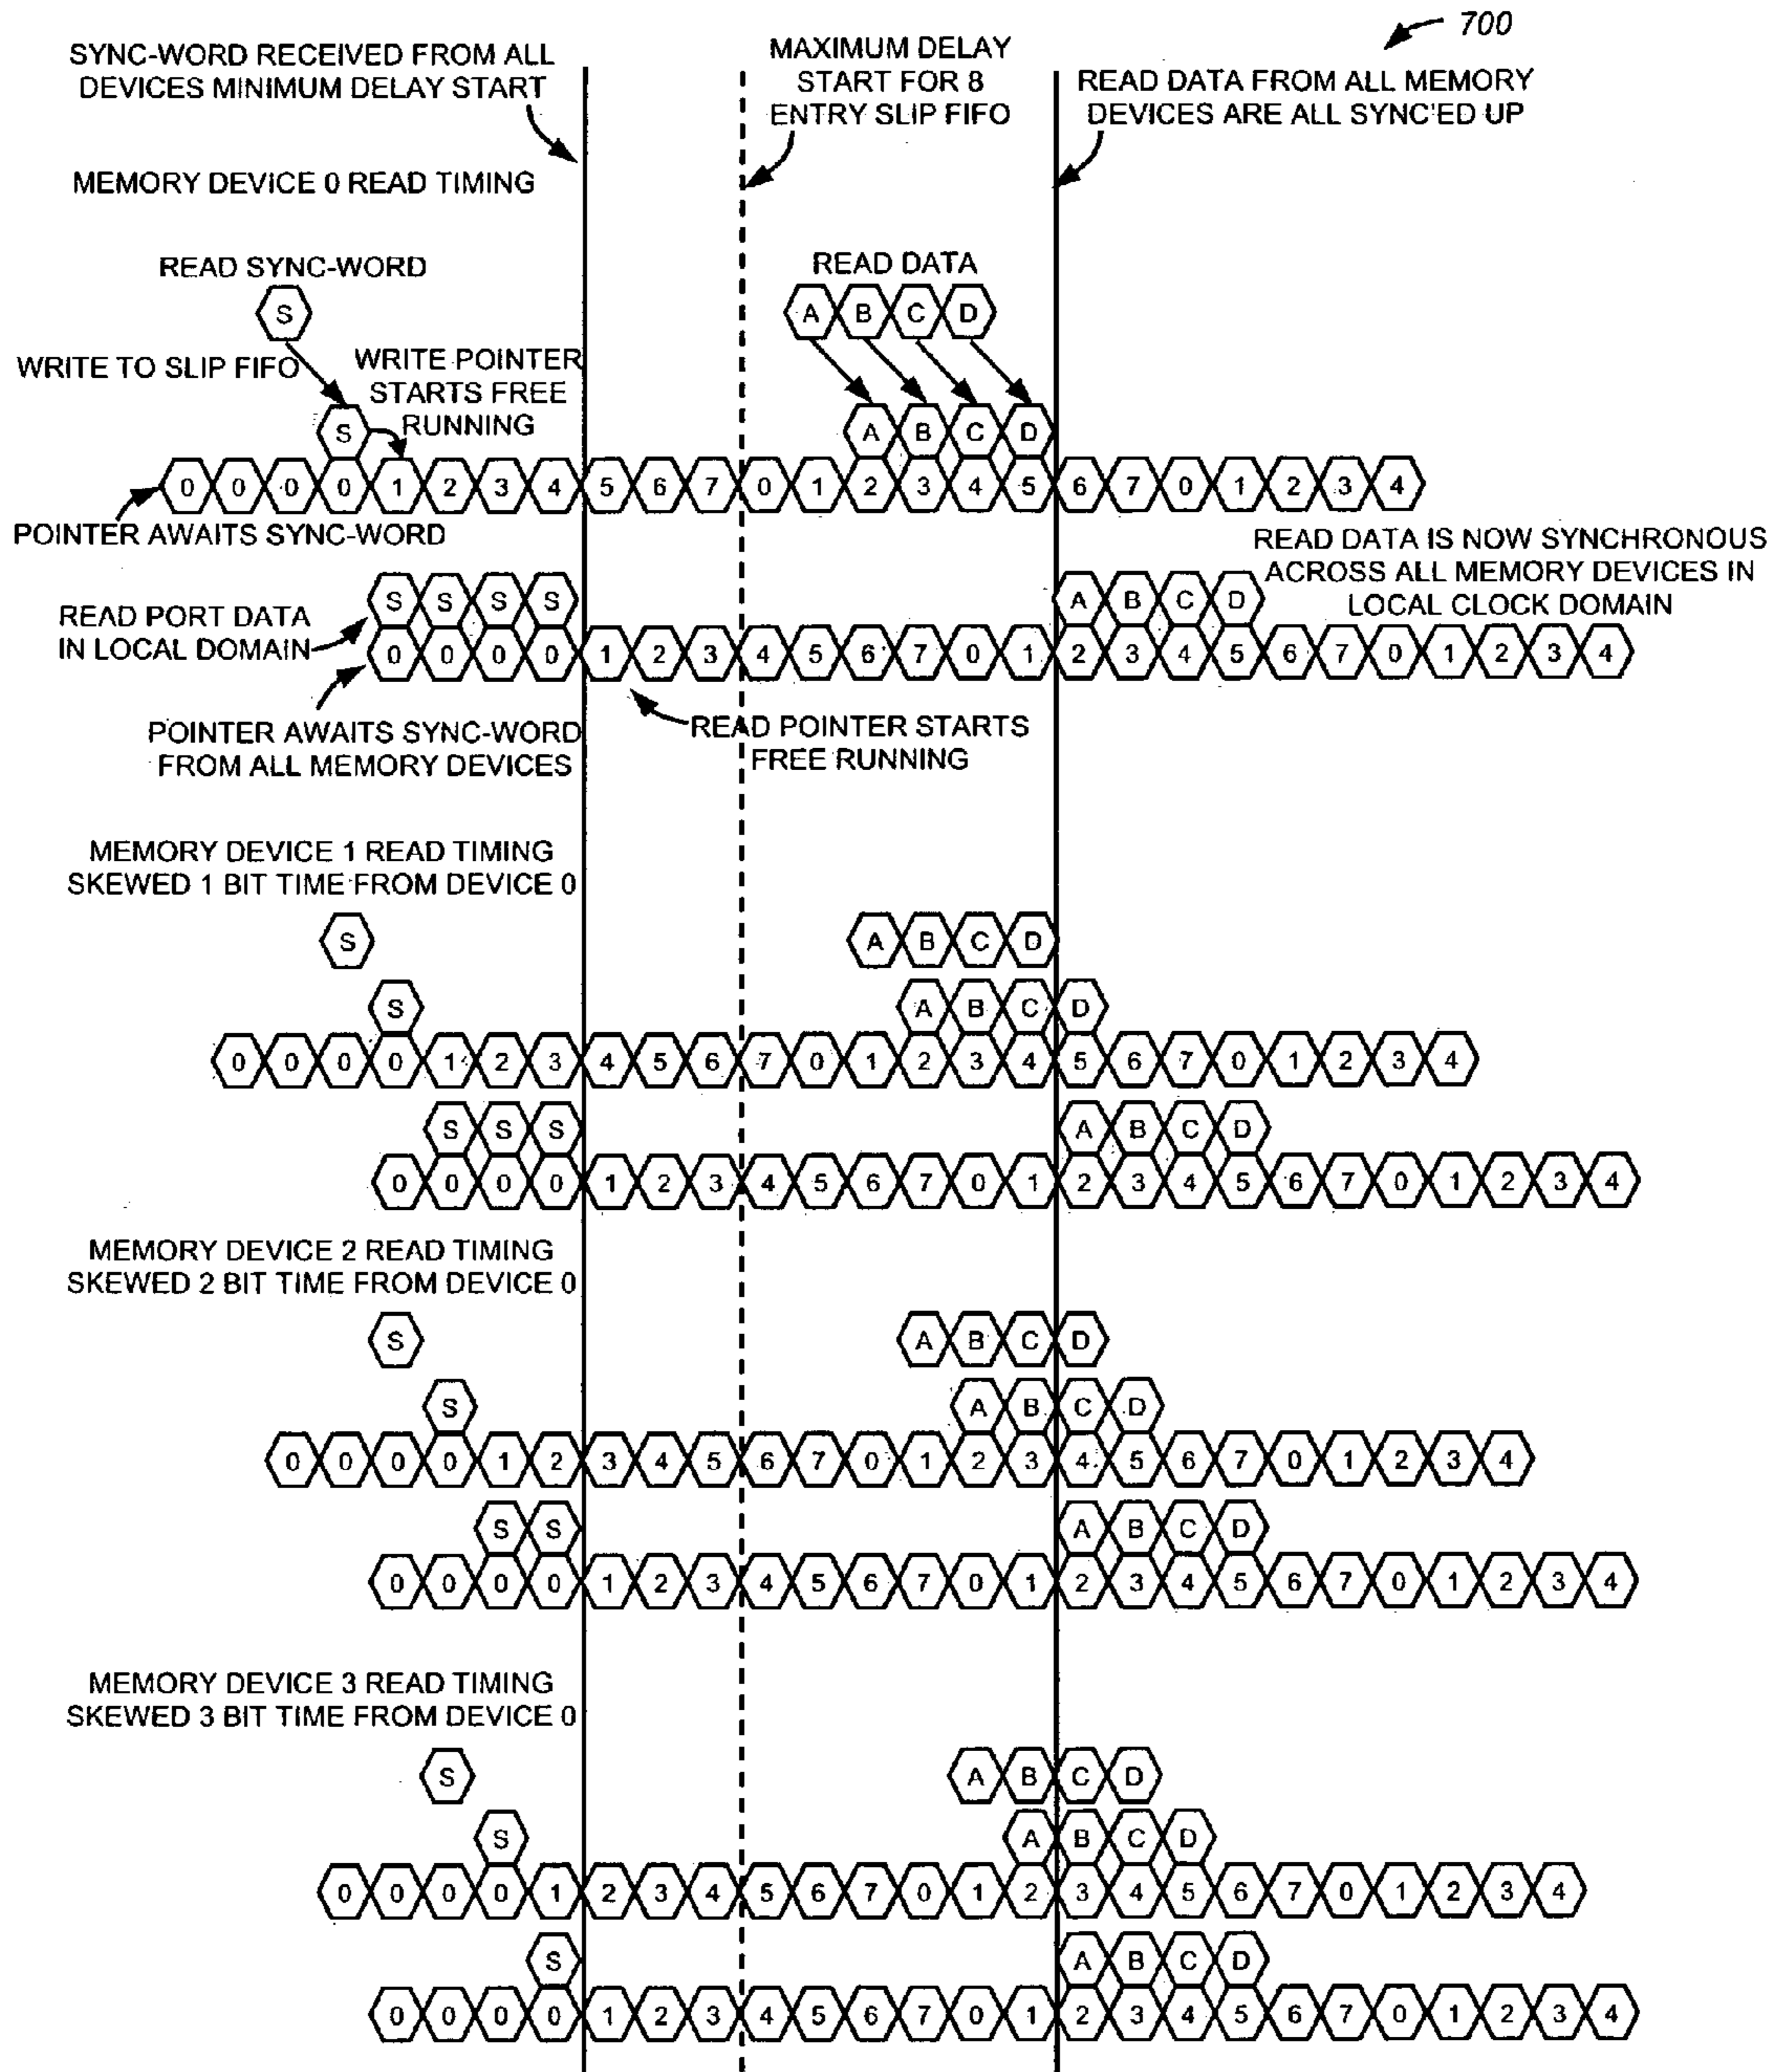 700
SYNC-WORD RECEIVED FROM ALL
DEVICES MINIMUM DELAY START
MAXIMUM DELAY
START FOR 8
ENTRY SLIP FIFO
READ DATA FROM ALL MEMORY
DEVICES ARE ALL SYNC'ED UP
MEMORY DEVICE 0 READ TIMING
READ SYNC-WORD
READ DATA
S
A B C D
WRITE TO SLIP FIFO
WRITE POINTER
STARTS FREE
RUNNING
S
A B C D
0 0 0 0 1 2 3 4 5 6 7 0 1 2 3 4 5 6 7 0 1 2 3 4
POINTER AWAITS SYNC-WORD
READ DATA IS NOW SYNCHRONOUS
ACROSS ALL MEMORY DEVICES IN
LOCAL CLOCK DOMAIN
READ PORT DATA
IN LOCAL DOMAIN
S S S S
A B C D
0 0 0 0 1 2 3 4 5 6 7 0 1 2 3 4 5 6 7 0 1 2 3 4
POINTER AWAITS SYNC-WORD
FROM ALL MEMORY DEVICES
READ POINTER STARTS
FREE RUNNING
MEMORY DEVICE 1 READ TIMING
SKEWED 1 BIT TIME FROM DEVICE 0
S
A B C D
S
A B C D
0 0 0 0 1 2 3 4 5 6 7 0 1 2 3 4 5 6 7 0 1 2 3 4
S S S
A B C D
0 0 0 0 1 2 3 4 5 6 7 0 1 2 3 4 5 6 7 0 1 2 3 4
MEMORY DEVICE 2 READ TIMING
SKEWED 2 BIT TIME FROM DEVICE 0
S
A B C D
S
A B C D
0 0 0 0 1 2 3 4 5 6 7 0 1 2 3 4 5 6 7 0 1 2 3 4
S S
A B C D
0 0 0 0 1 2 3 4 5 6 7 0 1 2 3 4 5 6 7 0 1 2 3 4
MEMORY DEVICE 3 READ TIMING
SKEWED 3 BIT TIME FROM DEVICE 0
S
A B C D
S
A B C D
0 0 0 0 1 2 3 4 5 6 7 0 1 2 3 4 5 6 7 0 1 2 3 4
S
A B C D
0 0 0 0 1 2 3 4 5 6 7 0 1 2 3 4 5 6 7 0 1 2 3 4